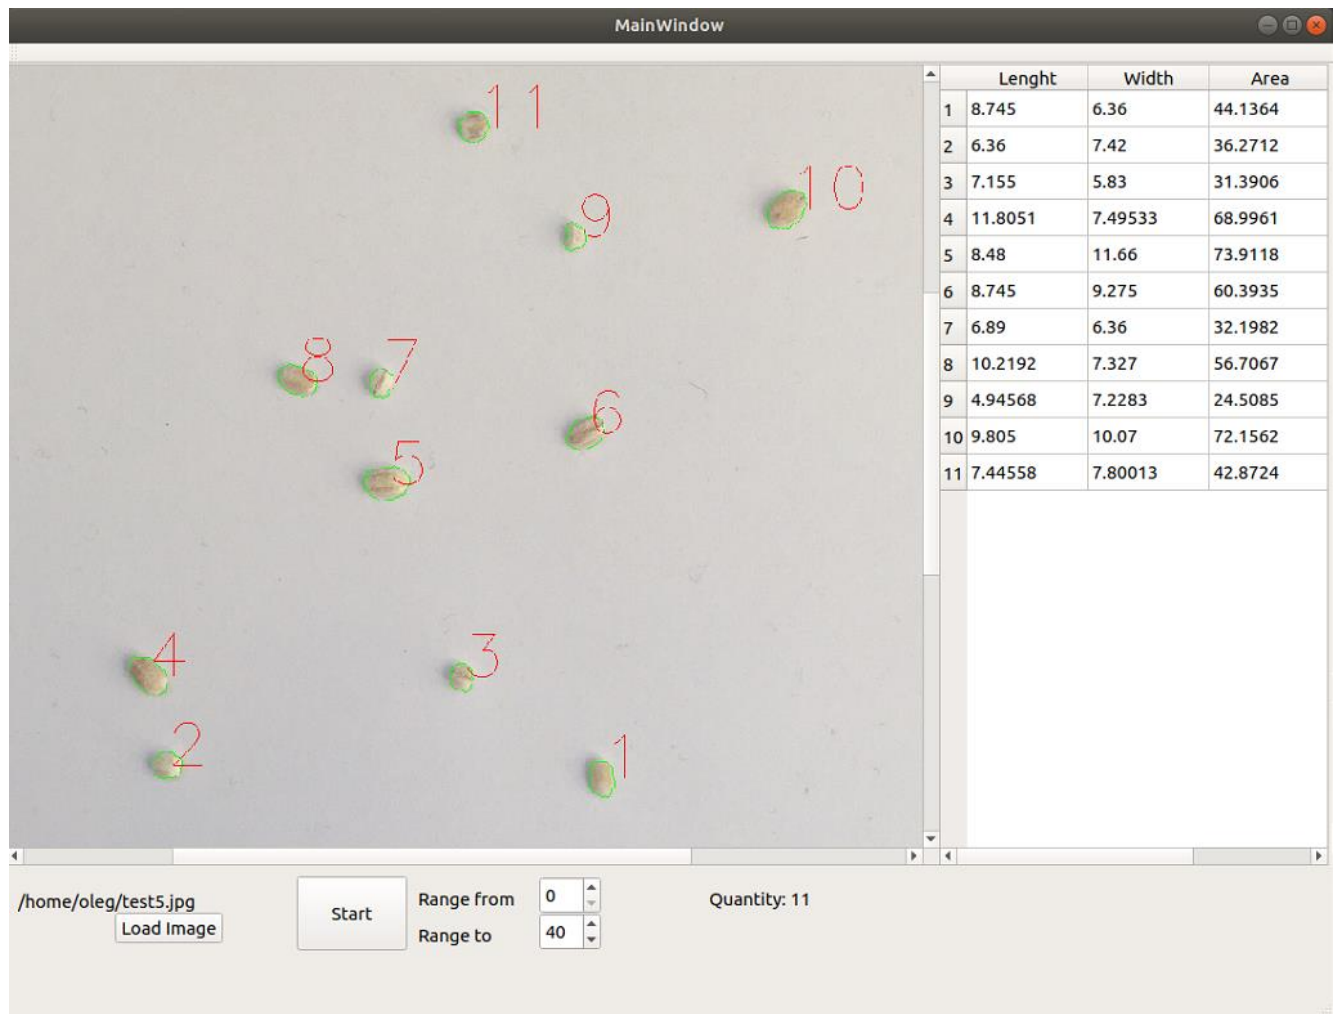 MainWindow
Lenght Width Area
1 8.745 6.36 44.1364
2 6.36 7.42 36.2712
3 7.155 5.83 31.3906
4 11.8051 7.49533 68.9961
5 8.48 11.66 73.9118
6 8.745 9.275 60.3935
7 6.89 6.36 32.1982
8 10.2192 7.327 56.7067
9 4.94568 7.2283 24.5085
10 9.805 10.07 72.1562
11 7.44558 7.80013 42.8724
11
10
9
8
7
6
5
4
3
2
1
/home/oleg/test5.jpg
Load Image
Start
Range from 0
Range to 40
Quantity: 11